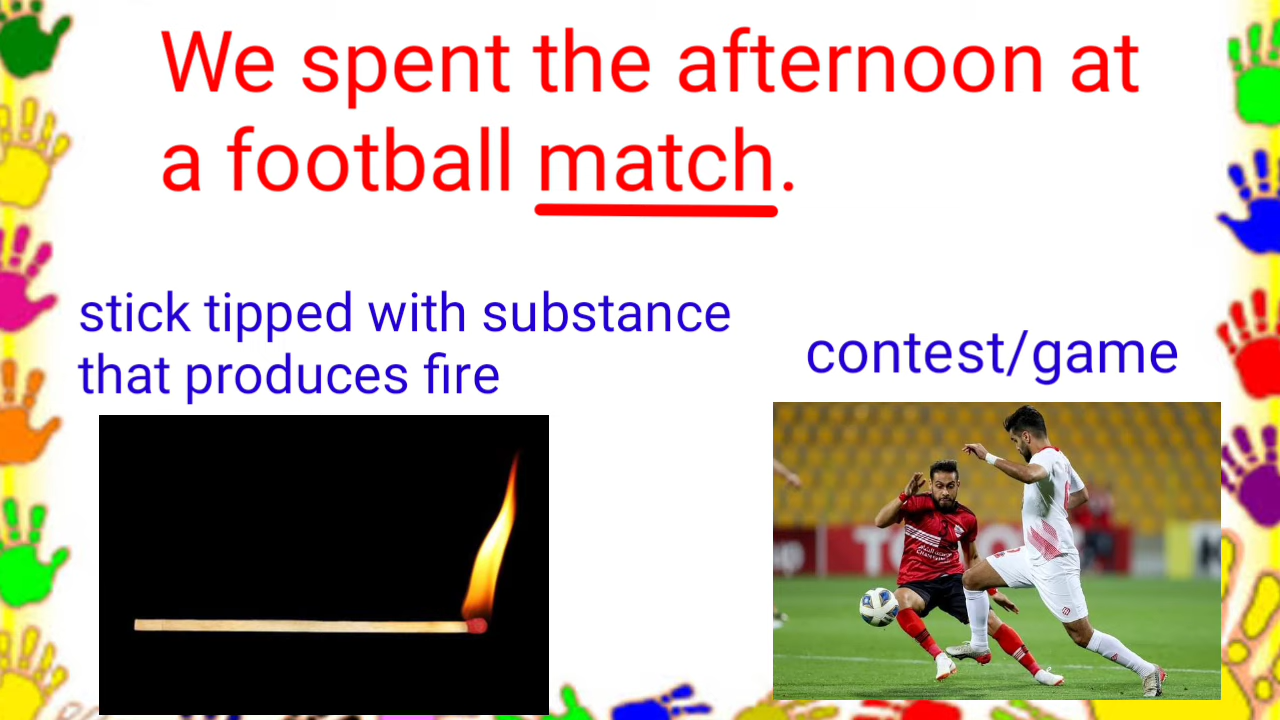 We spent the afternoon at
a football match.
stick tipped with substance
that produces fire
contest/game